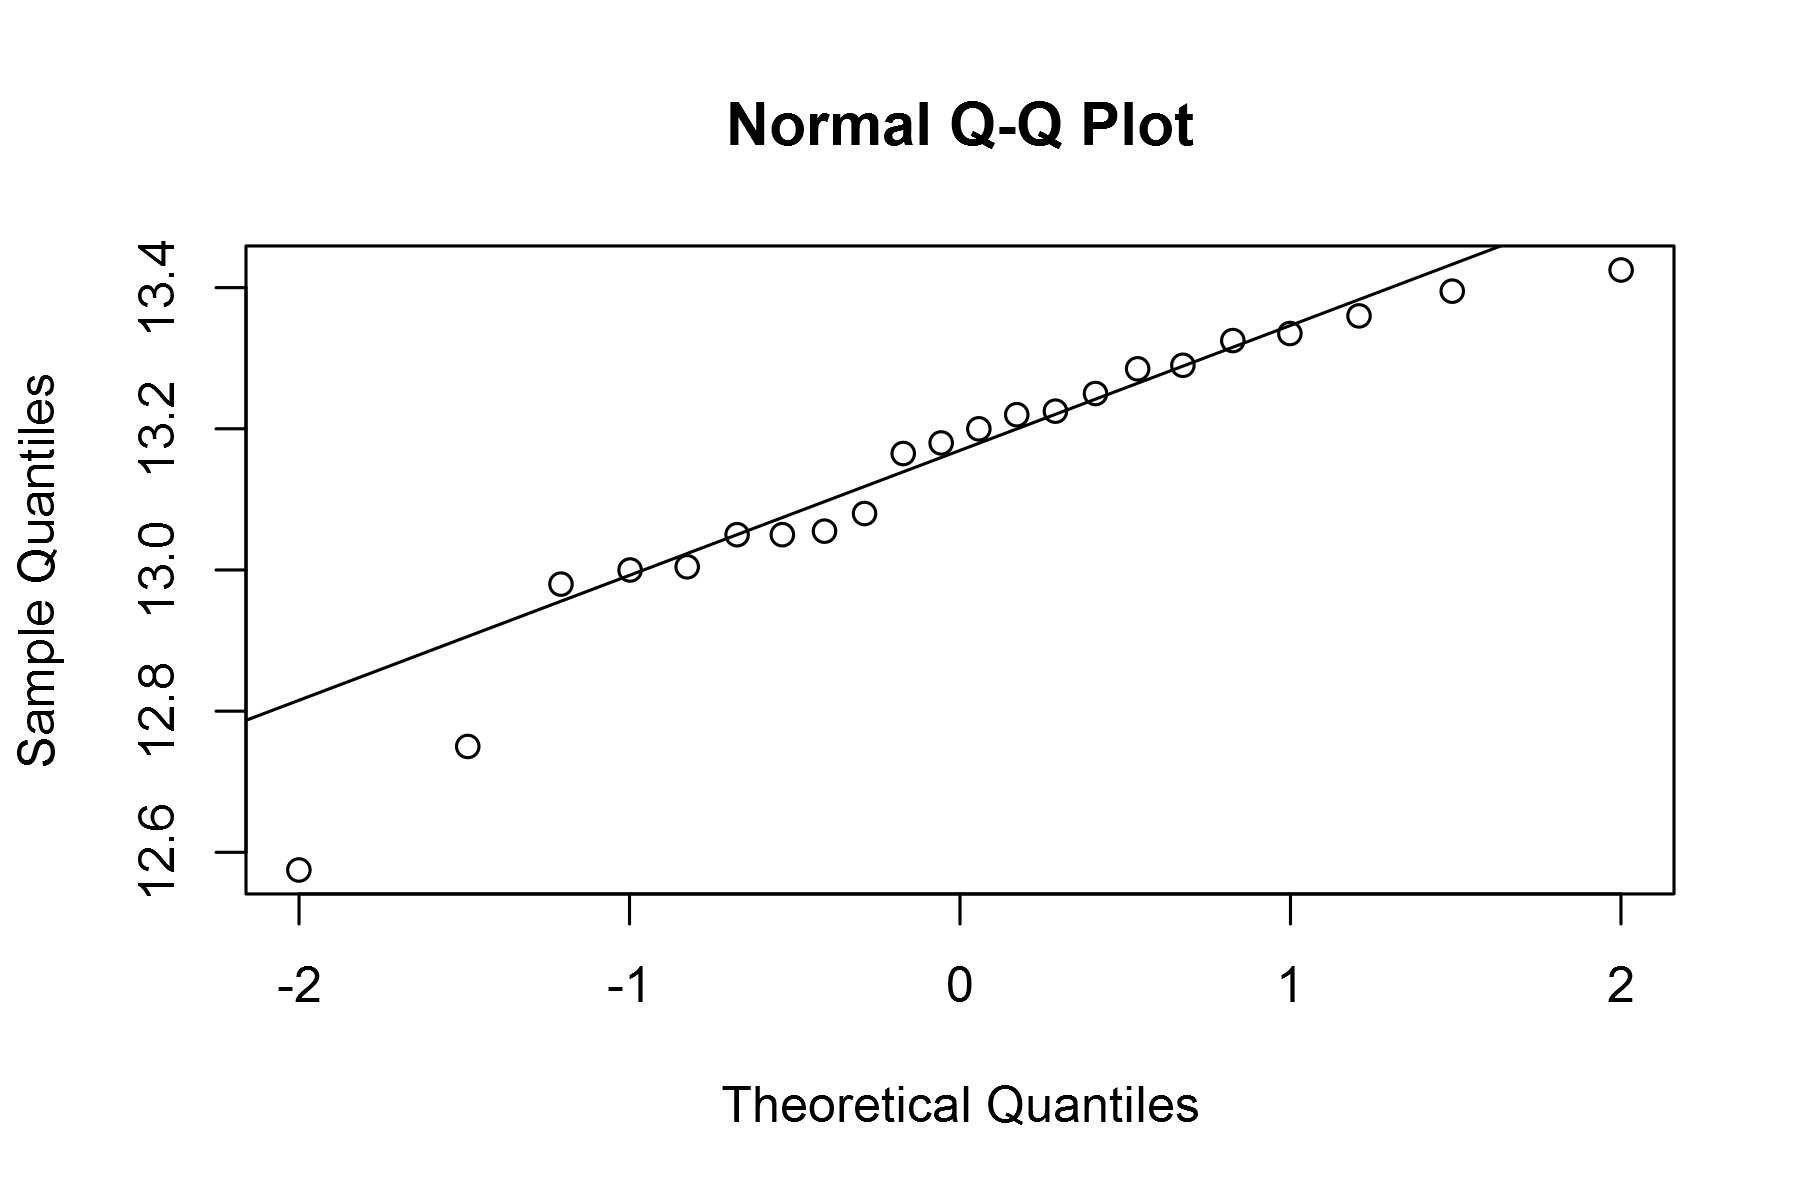 Normal Q-Q Plot
Sample Quantiles
13.4
13.2
13.0
12.8
12.6
-2 -1 0 1 2
Theoretical Quantiles